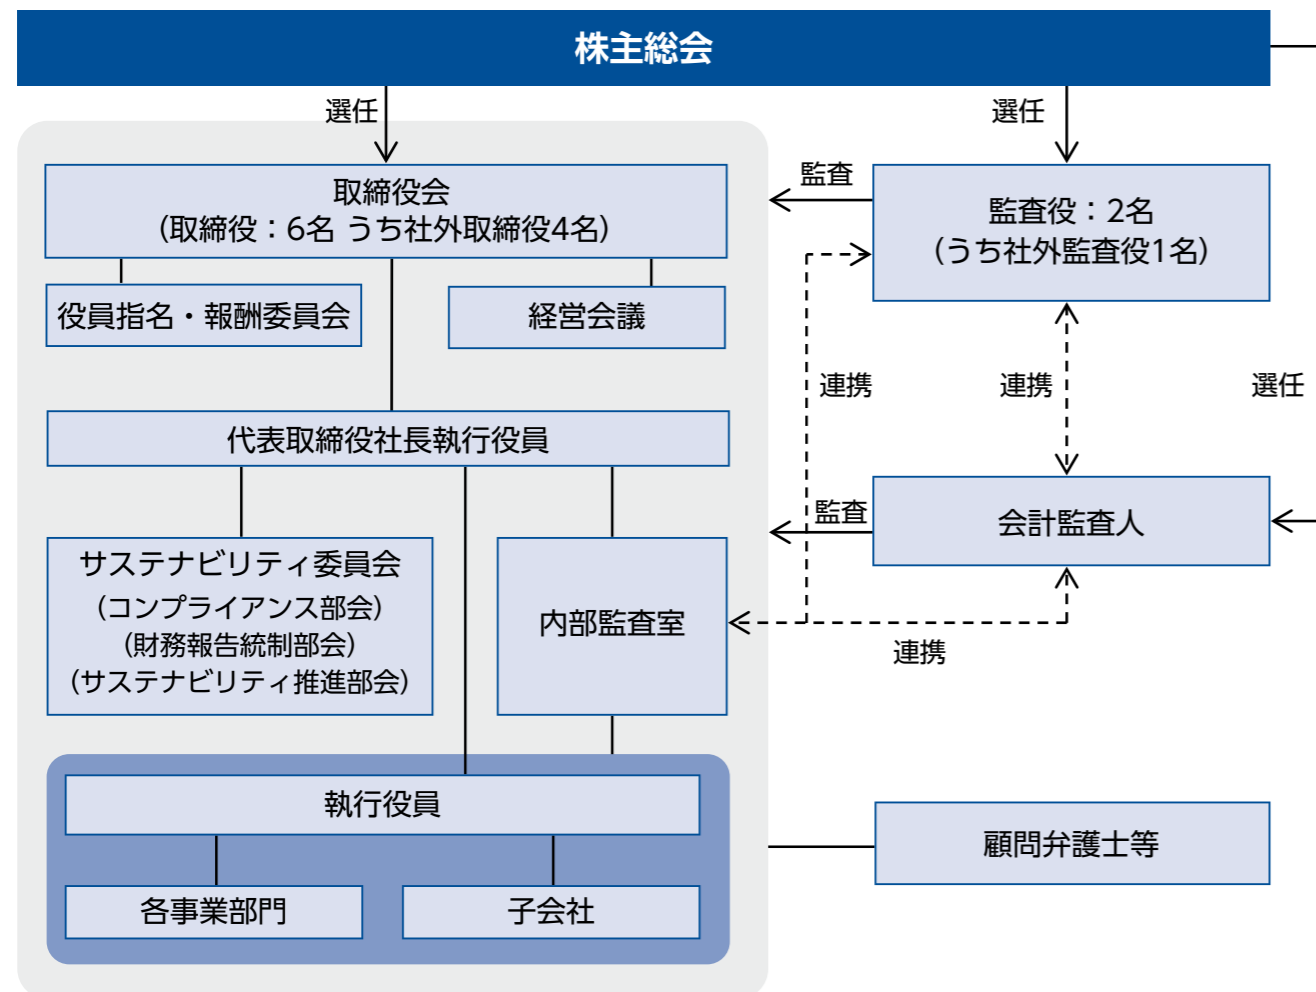 株主総会
選任
選任
取締役会
（取締役：6名 うち社外取締役4名）
監査
監査役：2名
（うち社外監査役1名）
役員指名・報酬委員会
経営会議
連携
連携
選任
代表取締役社長執行役員
監査
会計監査人
サステナビリティ委員会
（コンプライアンス部会）
（財務報告統制部会）
（サステナビリティ推進部会）
内部監査室
連携
執行役員
顧問弁護士等
各事業部門
子会社